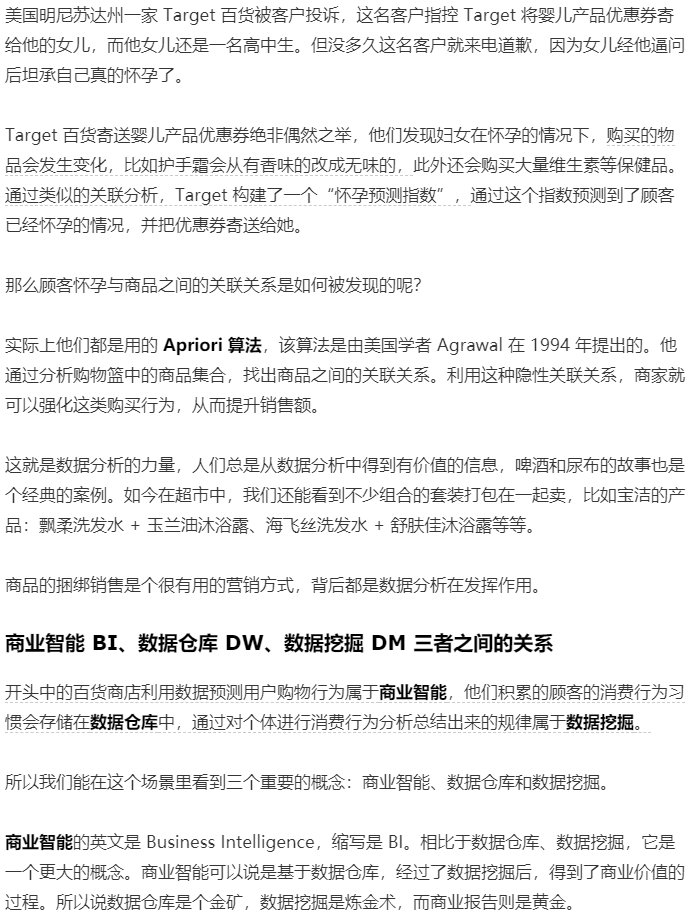 美国明尼苏达州一家 Target 百货被客户投诉，这名客户指控 Target 将婴儿产品优惠券寄
给他的女儿，而他女儿还是一名高中生。但没多久这名客户就来电道歉，因为女儿经他逼问
后坦承自己真的怀孕了。
Target 百货寄送婴儿产品优惠券绝非偶然之举，他们发现妇女在怀孕的情况下，购买的物
品会发生变化，比如护手霜会从有香味的改成无味的，此外还会购买大量维生素等保健品。
通过类似的关联分析，Target 构建了一个“怀孕预测指数”，通过这个指数预测到了顾客
已经怀孕的情况，并把优惠券寄送给她。
那么顾客怀孕与商品之间的关联关系是如何被发现的呢？
实际上他们都是用的 Apriori 算法，该算法是由美国学者 Agrawal 在 1994 年提出的。他
通过分析购物篮中的商品集合，找出商品之间的关联关系。利用这种隐性关联关系，商家就
可以强化这类购买行为，从而提升销售额。
这就是数据分析的力量，人们总是从数据分析中得到有价值的信息，啤酒和尿布的故事也是
个经典的案例。如今在超市中，我们还能看到不少组合的套装打包在一起卖，比如宝洁的产
品：飘柔洗发水 + 玉兰油沐浴露、海飞丝洗发水 + 舒肤佳沐浴露等等。
商品的捆绑销售是个很有用的营销方式，背后都是数据分析在发挥作用。
商业智能 BI、数据仓库 DW、数据挖掘 DM 三者之间的关系
开头中的百货商店利用数据预测用户购物行为属于商业智能，他们积累的顾客的消费行为习
惯会存储在数据仓库中，通过对个体进行消费行为分析总结出来的规律属于数据挖掘。
所以我们能在这个场景里看到三个重要的概念：商业智能、数据仓库和数据挖掘。
商业智能的英文是 Business Intelligence，缩写是 BI。相比于数据仓库、数据挖掘，它是
一个更大的概念。商业智能可以说是基于数据仓库，经过了数据挖掘后，得到了商业价值的
过程。所以说数据仓库是个金矿，数据挖掘是炼金术，而商业报告则是黄金。